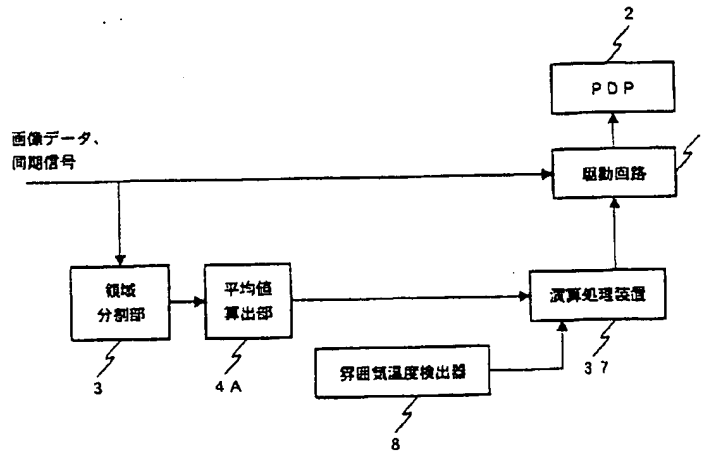 2
PDP
画像データ、
同期信号
駆動回路
領域
分割部
平均値
算出部
演算処理装置
3
4A
雰囲気温度検出器
37
8